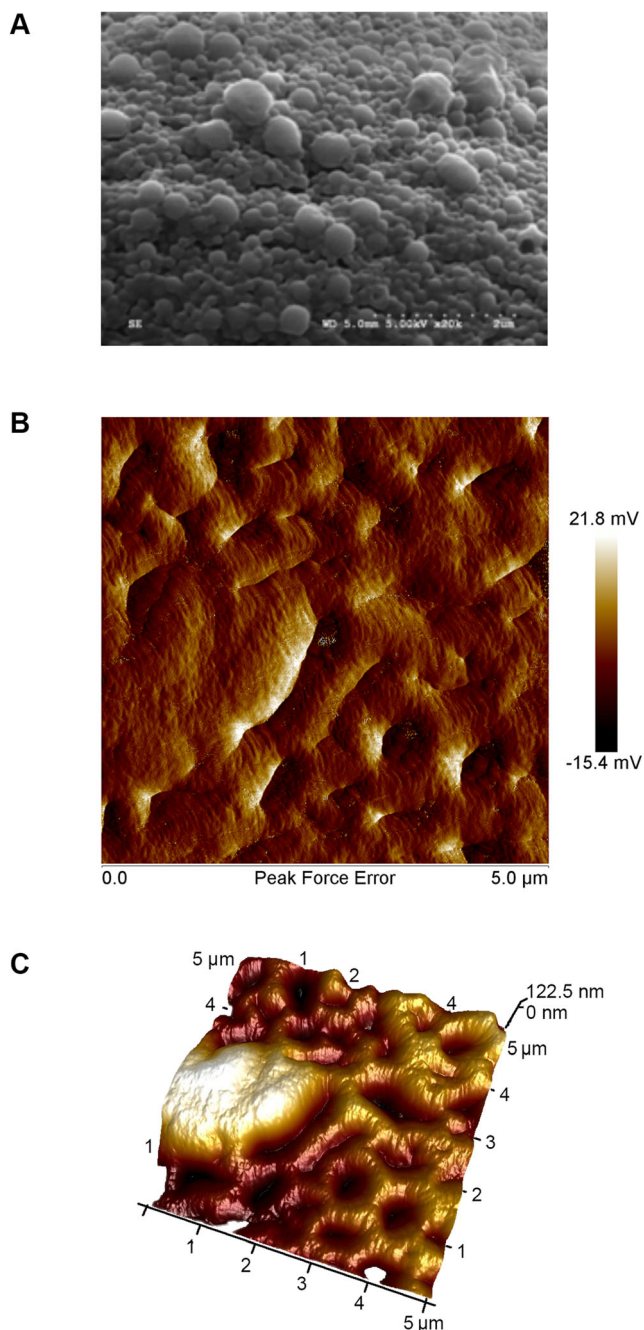 A
SE WD 5.0mm 5.00kV x20k 2um
B
21.8 mV
-15.4 mV
0.0 Peak Force Error 5.0 µm
C
5 µm 1 2 4 122.5 nm
4 0 nm
5 µm
4
3
1 2
1
1 2 3 4 5 µm